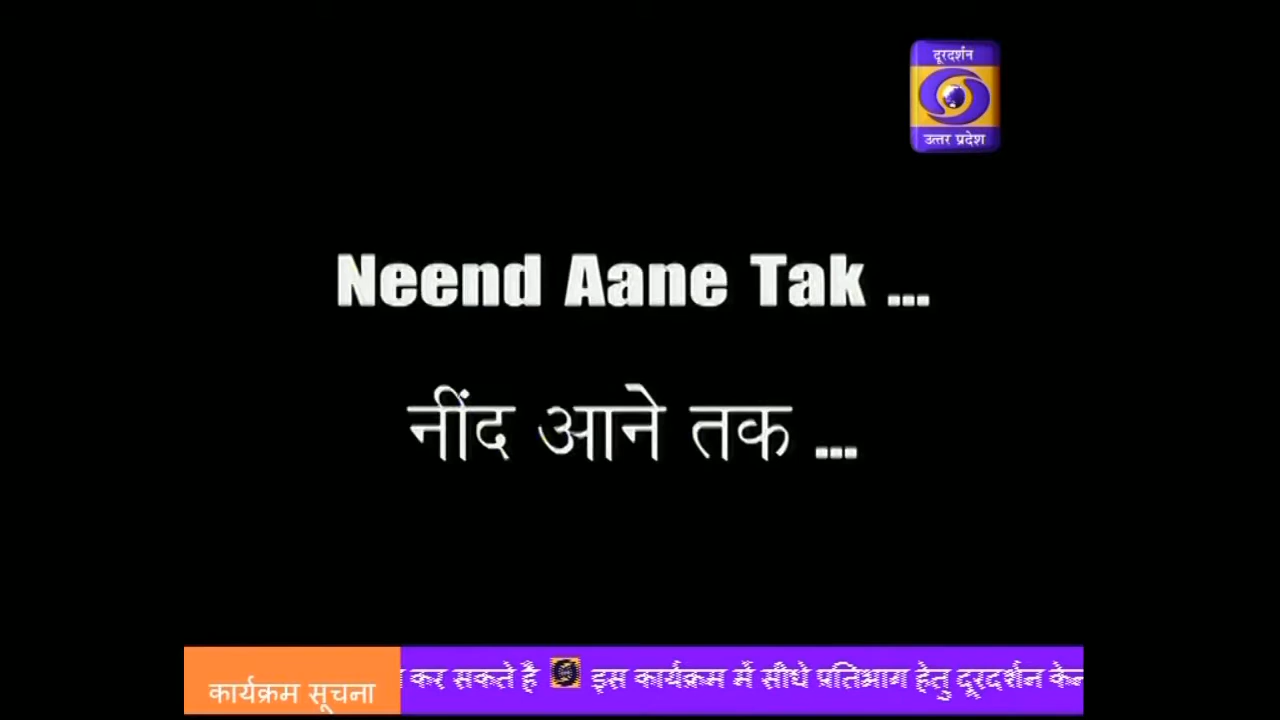 दूरदर्शन
उत्तर प्रदेश
Neend Aane Tak ...
नींद आने तक ...
कार्यक्रम सूचना
कर सकते है इस कार्यक्रम में सीधे प्रतिभाग हेतु दूरदर्शन